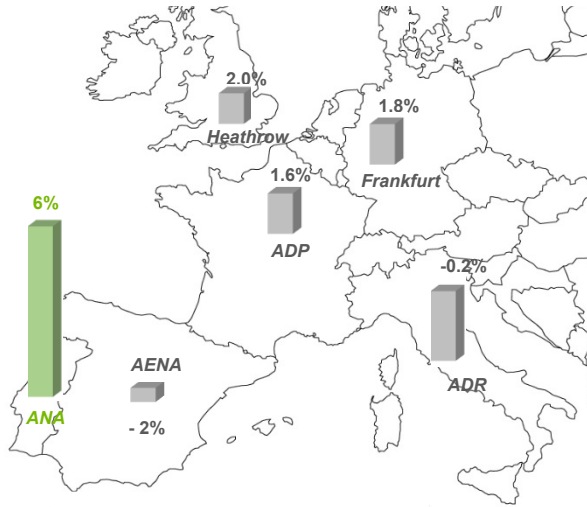 2.0%
Heathrow
1.8%
Frankfurt
1.6%
ADP
6%
ANA
AENA
- 2%
-0.2%
ADR